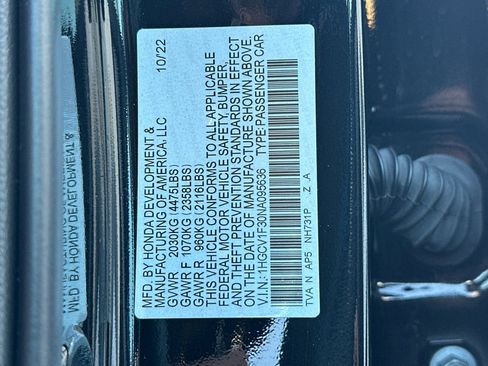 MFD. BY HONDA DEVELOPMENT & 10/22
MANUFACTURING OF AMERICA, LLC
GVWR 2030KG (4475LBS)
GAWR F 1070KG (2358LBS)
GAWR R 960KG (2116LBS)
THIS VEHICLE CONFORMS TO ALL APPLICABLE
FEDERAL MOTOR VEHICLE SAFETY, BUMPER,
AND THEFT PREVENTION STANDARDS IN EFFECT
ON THE DATE OF MANUFACTURE SHOWN ABOVE.
V.I.N.: 1HGCV1F30NA095636 TYPE:PASSENGER CAR
TVA N AP5 NH731P Z A